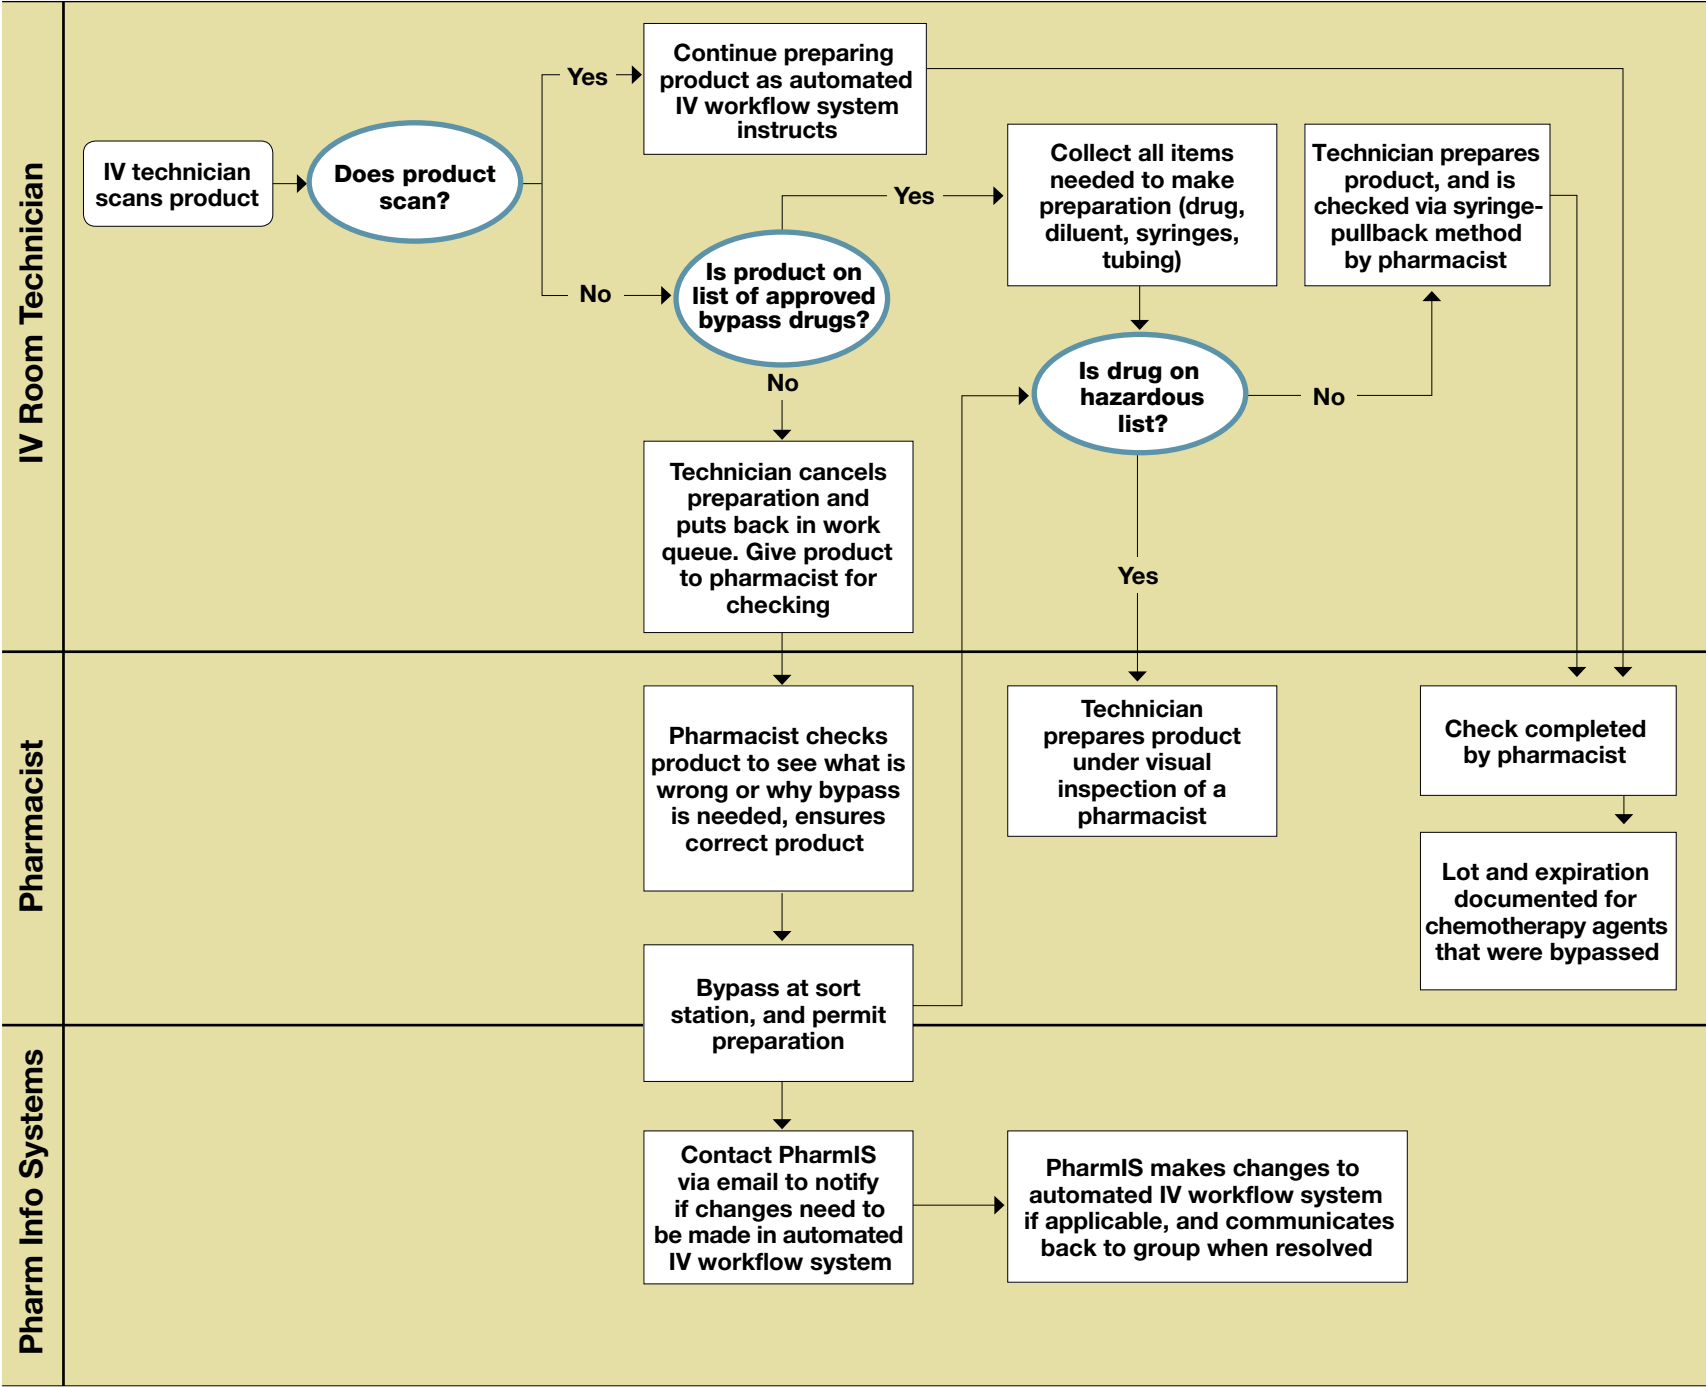 IV Room Technician
IV technician
scans product
Does product
scan?
Yes
No
Continue preparing
product as automated
IV workflow system
instructs
Is product on
list of approved
bypass drugs?
Yes
No
Collect all items
needed to make
preparation (drug,
diluent, syringes,
tubing)
Technician prepares
product, and is
checked via syringe-
pullback method
by pharmacist
Is drug on
hazardous
list?
No
Yes
Technician cancels
preparation and
puts back in work
queue. Give product
to pharmacist for
checking
Pharmacist
Pharmacist checks
product to see what is
wrong or why bypass
is needed, ensures
correct product
Technician
prepares product
under visual
inspection of a
pharmacist
Check completed
by pharmacist
Lot and expiration
documented for
chemotherapy agents
that were bypassed
Bypass at sort
station, and permit
preparation
Pharm Info Systems
Contact PharmIS
via email to notify
if changes need to
be made in automated
IV workflow system
PharmIS makes changes to
automated IV workflow system
if applicable, and communicates
back to group when resolved